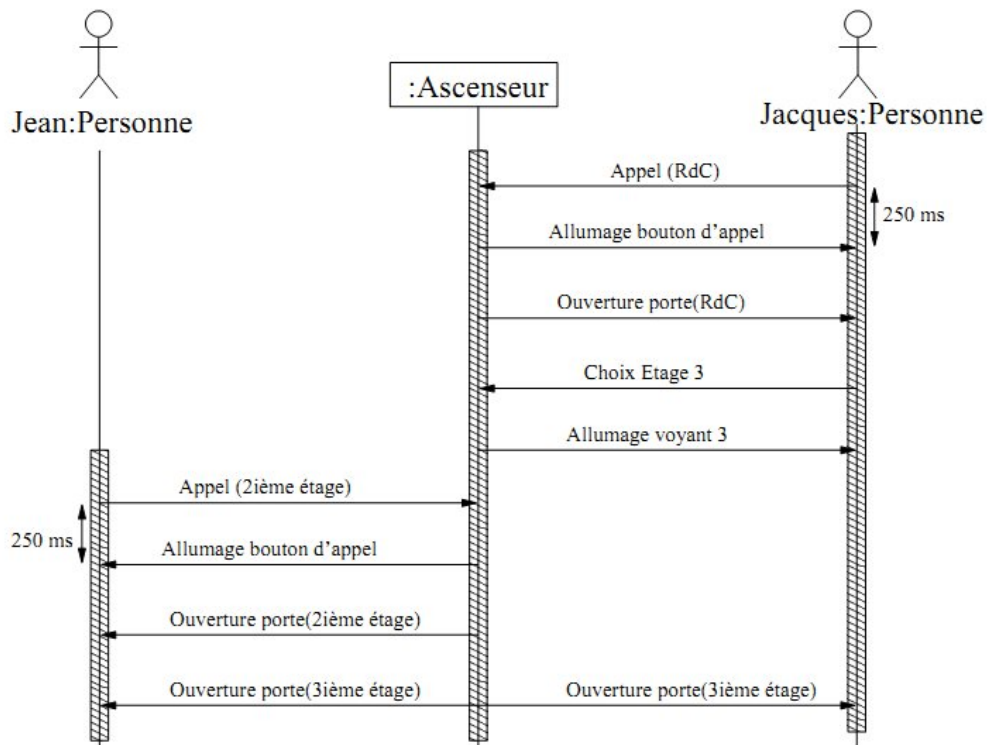 :Ascenseur
Jean:Personne
Jacques:Personne
Appel (RdC)
250 ms
Allumage bouton d'appel
Ouverture porte(RdC)
Choix Etage 3
Allumage voyant 3
Appel (2ième étage)
250 ms
Allumage bouton d'appel
Ouverture porte(2ième étage)
Ouverture porte(3ième étage)
Ouverture porte(3ième étage)